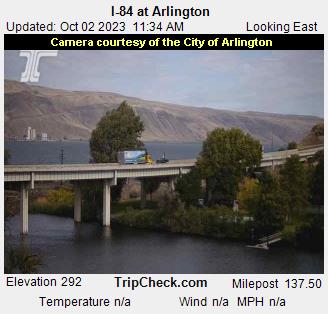 I-84 at Arlington
Updated: Oct 02 2023 11:34 AM Looking East
Camera courtesy of the City of Arlington
Elevation 292 TripCheck.com Milepost 137.50
Temperature n/a Wind n/a MPH n/a